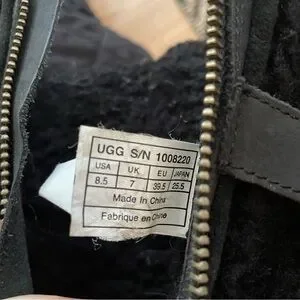 UGG S/N 1008220
USA UK EU JAPAN
8.5 7 39.5 25.5
Made In China
Fabrique en Chine